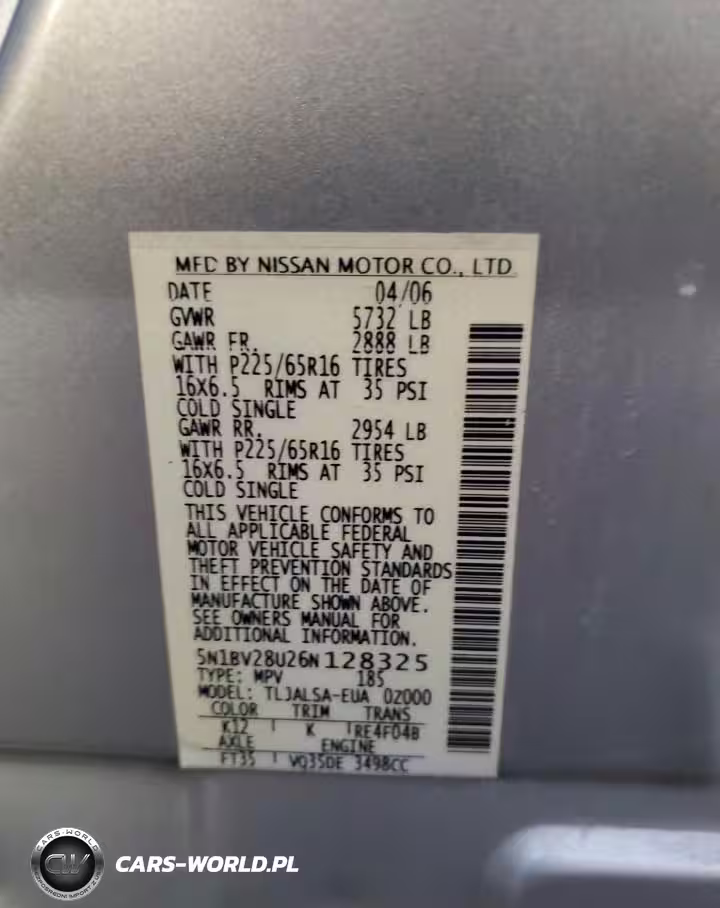 MFD BY NISSAN MOTOR CO., LTD
DATE 04/06
GVWR 5732 LB
GAWR FR. 2888 LB
WITH P225/65R16 TIRES
16X6.5 RIMS AT 35 PSI
COLD SINGLE
GAWR RR. 2954 LB
WITH P225/65R16 TIRES
16X6.5 RIMS AT 35 PSI
COLD SINGLE
THIS VEHICLE CONFORMS TO
ALL APPLICABLE FEDERAL
MOTOR VEHICLE SAFETY AND
THEFT PREVENTION STANDARDS
IN EFFECT ON THE DATE OF
MANUFACTURE SHOWN ABOVE.
SEE OWNERS MANUAL FOR
ADDITIONAL INFORMATION.
5N1BV28U26N128325
TYPE: MPV 185
MODEL: TLJALSA-EUA 02000
COLOR TRIM TRANS
K12 K RE4F04B
AXLE ENGINE
FT35 VQ35DE 3498CC
CARS-WORLD
CW
CARS-WORLD.PL